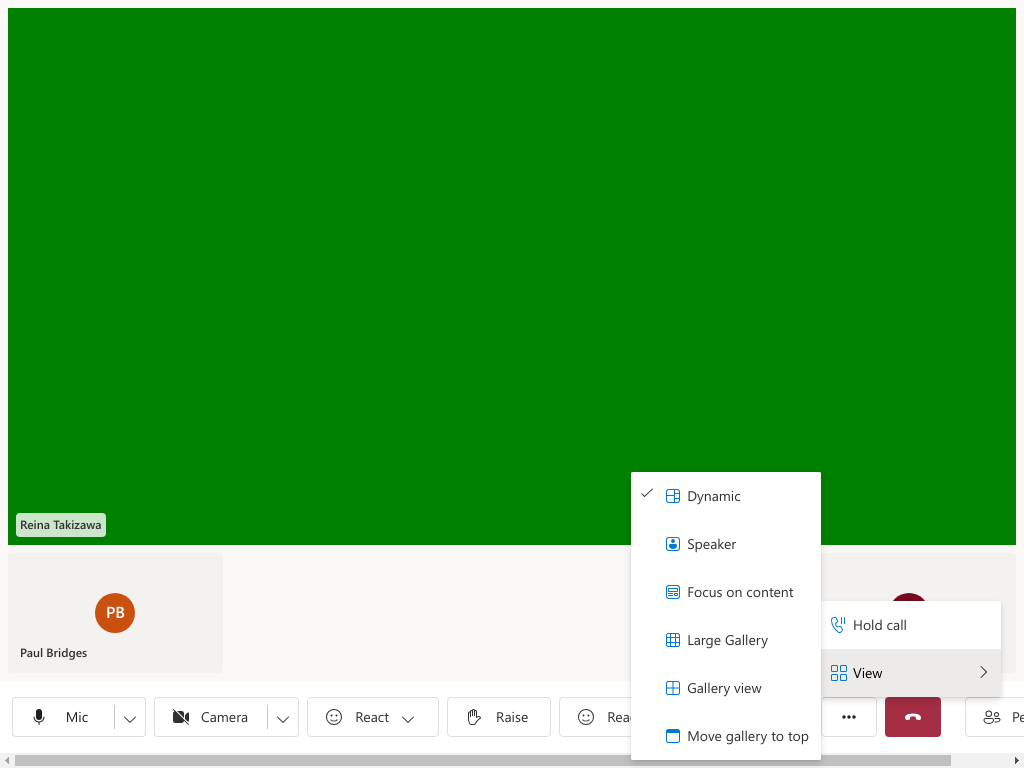 Reina Takizawa
PB
Paul Bridges
Dynamic
Speaker
Focus on content
Large Gallery
Gallery view
Move gallery to top
Hold call
View
Mic
Camera
React
Raise
Rea
Pe